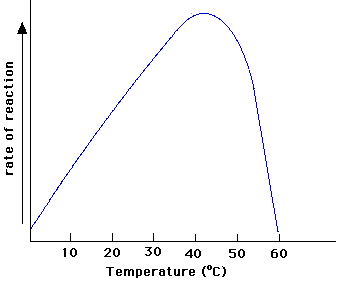 rate of reaction
10 20 30 40 50 60
Temperature (°C)